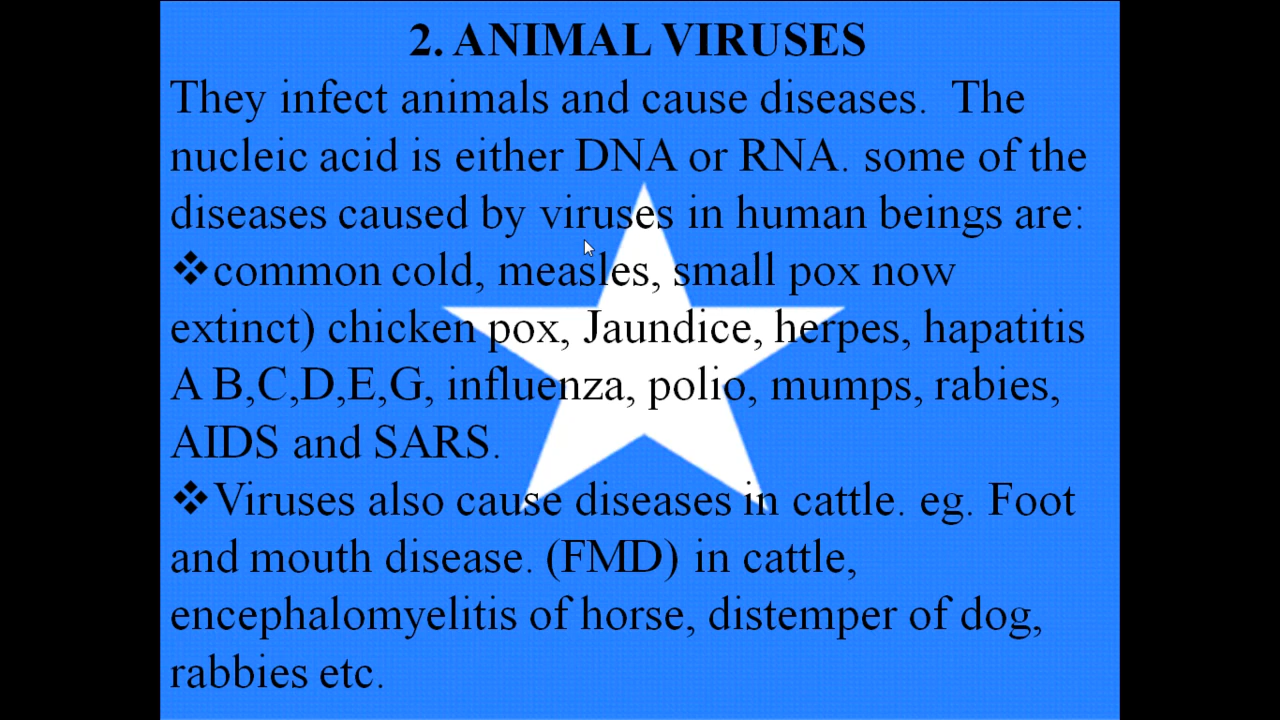 2. ANIMAL VIRUSES
They infect animals and cause diseases. The
nucleic acid is either DNA or RNA. some of the
diseases caused by viruses in human beings are:
❖common cold, measles, small pox now
extinct) chicken pox, Jaundice, herpes, hapatitis
A B,C,D,E,G, influenza, polio, mumps, rabies,
AIDS and SARS.
❖Viruses also cause diseases in cattle. eg. Foot
and mouth disease. (FMD) in cattle,
encephalomyelitis of horse, distemper of dog,
rabbies etc.